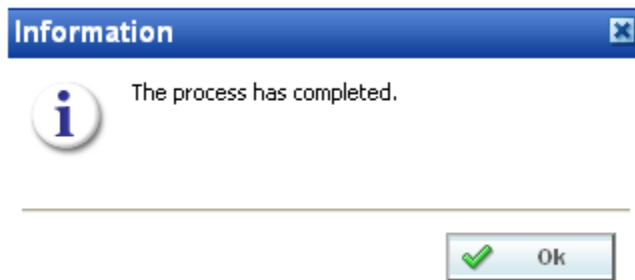 Information
The process has completed.
Ok